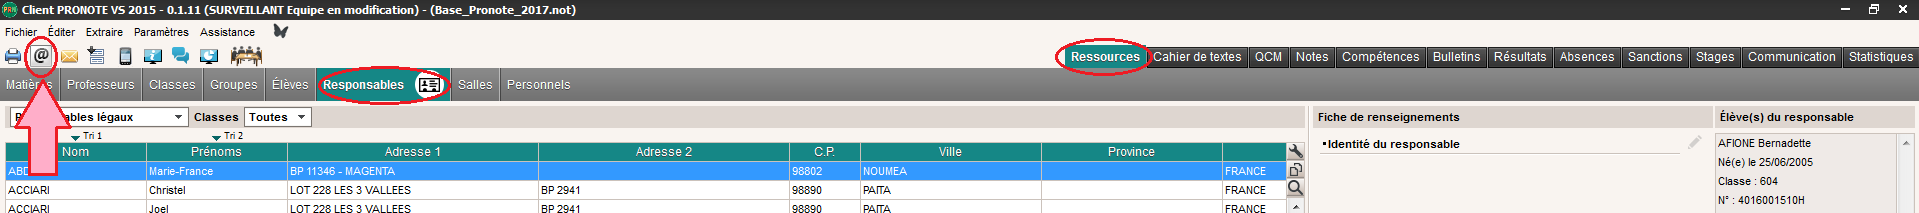 Client PRONOTE VS 2015 - 0.1.11 (SURVEILLANT Equipe en modification) - (Base_Pronote_2017.not)
Fichier Éditer Extraire Paramètres Assistance
@
Ressources Cahier de textes QCM Notes Compétences Bulletins Résultats Absences Sanctions Stages Communication Statistiques
Professeurs Classes Groupes Élèves Responsables Salles Personnels
légaux Classes Toutes
Fiche de renseignements Élève(s) du responsable
Tri 1 Tri 2
Nom Prénoms Adresse 1 Adresse 2 C.P. Ville Province
Identité du responsable
AFIONE Bernadette
Marie-France BP 11346 - MAGENTA 98802 NOUMEA FRANCE
Né(e) le 25/06/2005
ACCIARI Christel LOT 228 LES 3 VALLEES BP 2941 98890 PAITA FRANCE
Classe : 604
N° : 4016001510H
ACCIARI Joel LOT 228 LES 3 VALLEES BP 2941 98890 PAITA FRANCE